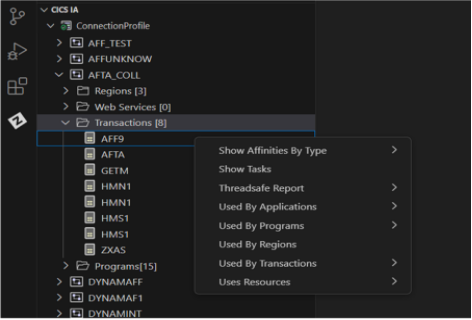 CICS IA
ConnectionProfile
AFF_TEST
AFFUNKNOW
AFTA_COLL
Regions [3]
Web Services [0]
Transactions [8]
AFF9
AFTA
GETM
HMN1
HMN1
HMS1
HMS1
ZXAS
Programs[15]
DYNAMAFF
DYNAMAF1
DYNAMINT
Show Affinities By Type
Show Tasks
Threadsafe Report
Used By Applications
Used By Programs
Used By Regions
Used By Transactions
Uses Resources